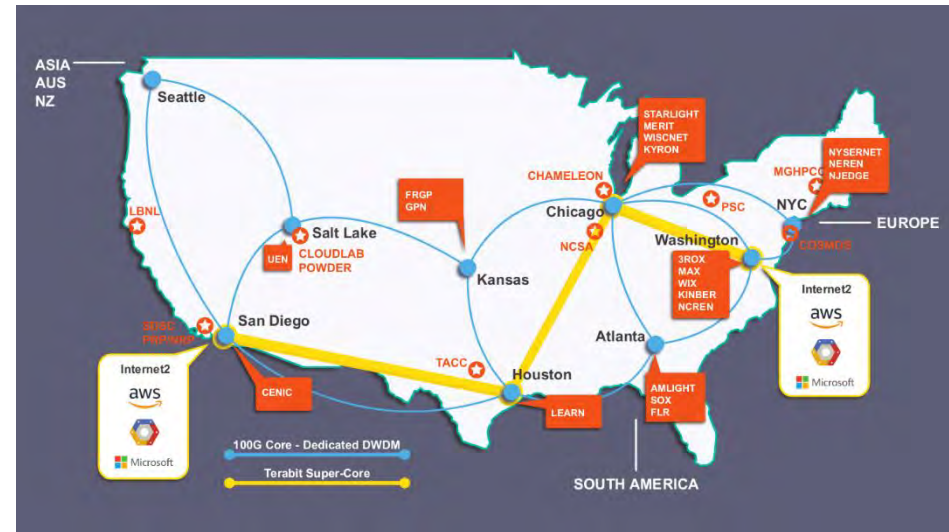 ASIA
AUS
NZ
Seattle
STARLIGHT
MERIT
WISCNET
KYRON
NYSERNET
NEREN
NJEDGE
CHAMELEON
MGHPCC
FRGP
GPN
LBNL
Chicago
PSC
NYC
EUROPE
Salt Lake
UEN
CLOUDLAB
POWDER
NCSA
Washington
COSMOS
Kansas
3ROX
MAX
WIX
KINBER
NCREN
Internet2
aws
Microsoft
SDSC
PRP/NRP
San Diego
Atlanta
TACC
Houston
Internet2
aws
Microsoft
CENIC
LEARN
AMLIGHT
SOX
FLR
100G Core - Dedicated DWDM
Terabit Super-Core
SOUTH AMERICA